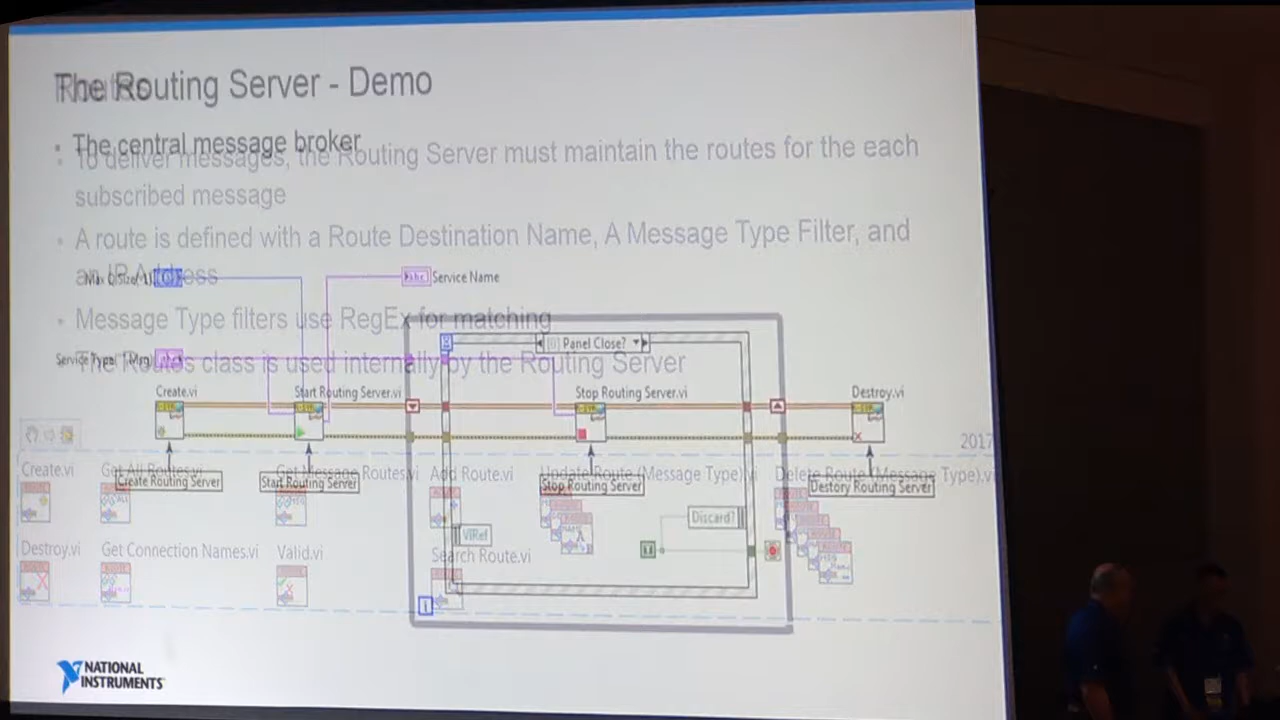 The Routing Server - Demo
Routes
• The central message broker
• To deliver messages, the Routing Server must maintain the routes for the each
subscribed message
• A route is defined with a Route Destination Name, A Message Type Filter, and
an IP Address
Service Name
• Message Type filters use RegEx for matching
Panel Close?
• The Routes class is used internally by the Routing Server
Create.vi
Start Routing Server.vi
Stop Routing Server.vi
Destroy.vi
2017
Create.vi
Get All Routes.vi
Get Message Routes.vi
Add Route.vi
Update Route (Message Type).vi
Delete Route (Message Type).vi
Create Routing Server
Start Routing Server
Stop Routing Server
Destory Routing Server
Discard?
VIRef
Destroy.vi
Get Connection Names.vi
Valid.vi
Search Route.vi
NATIONAL
INSTRUMENTS